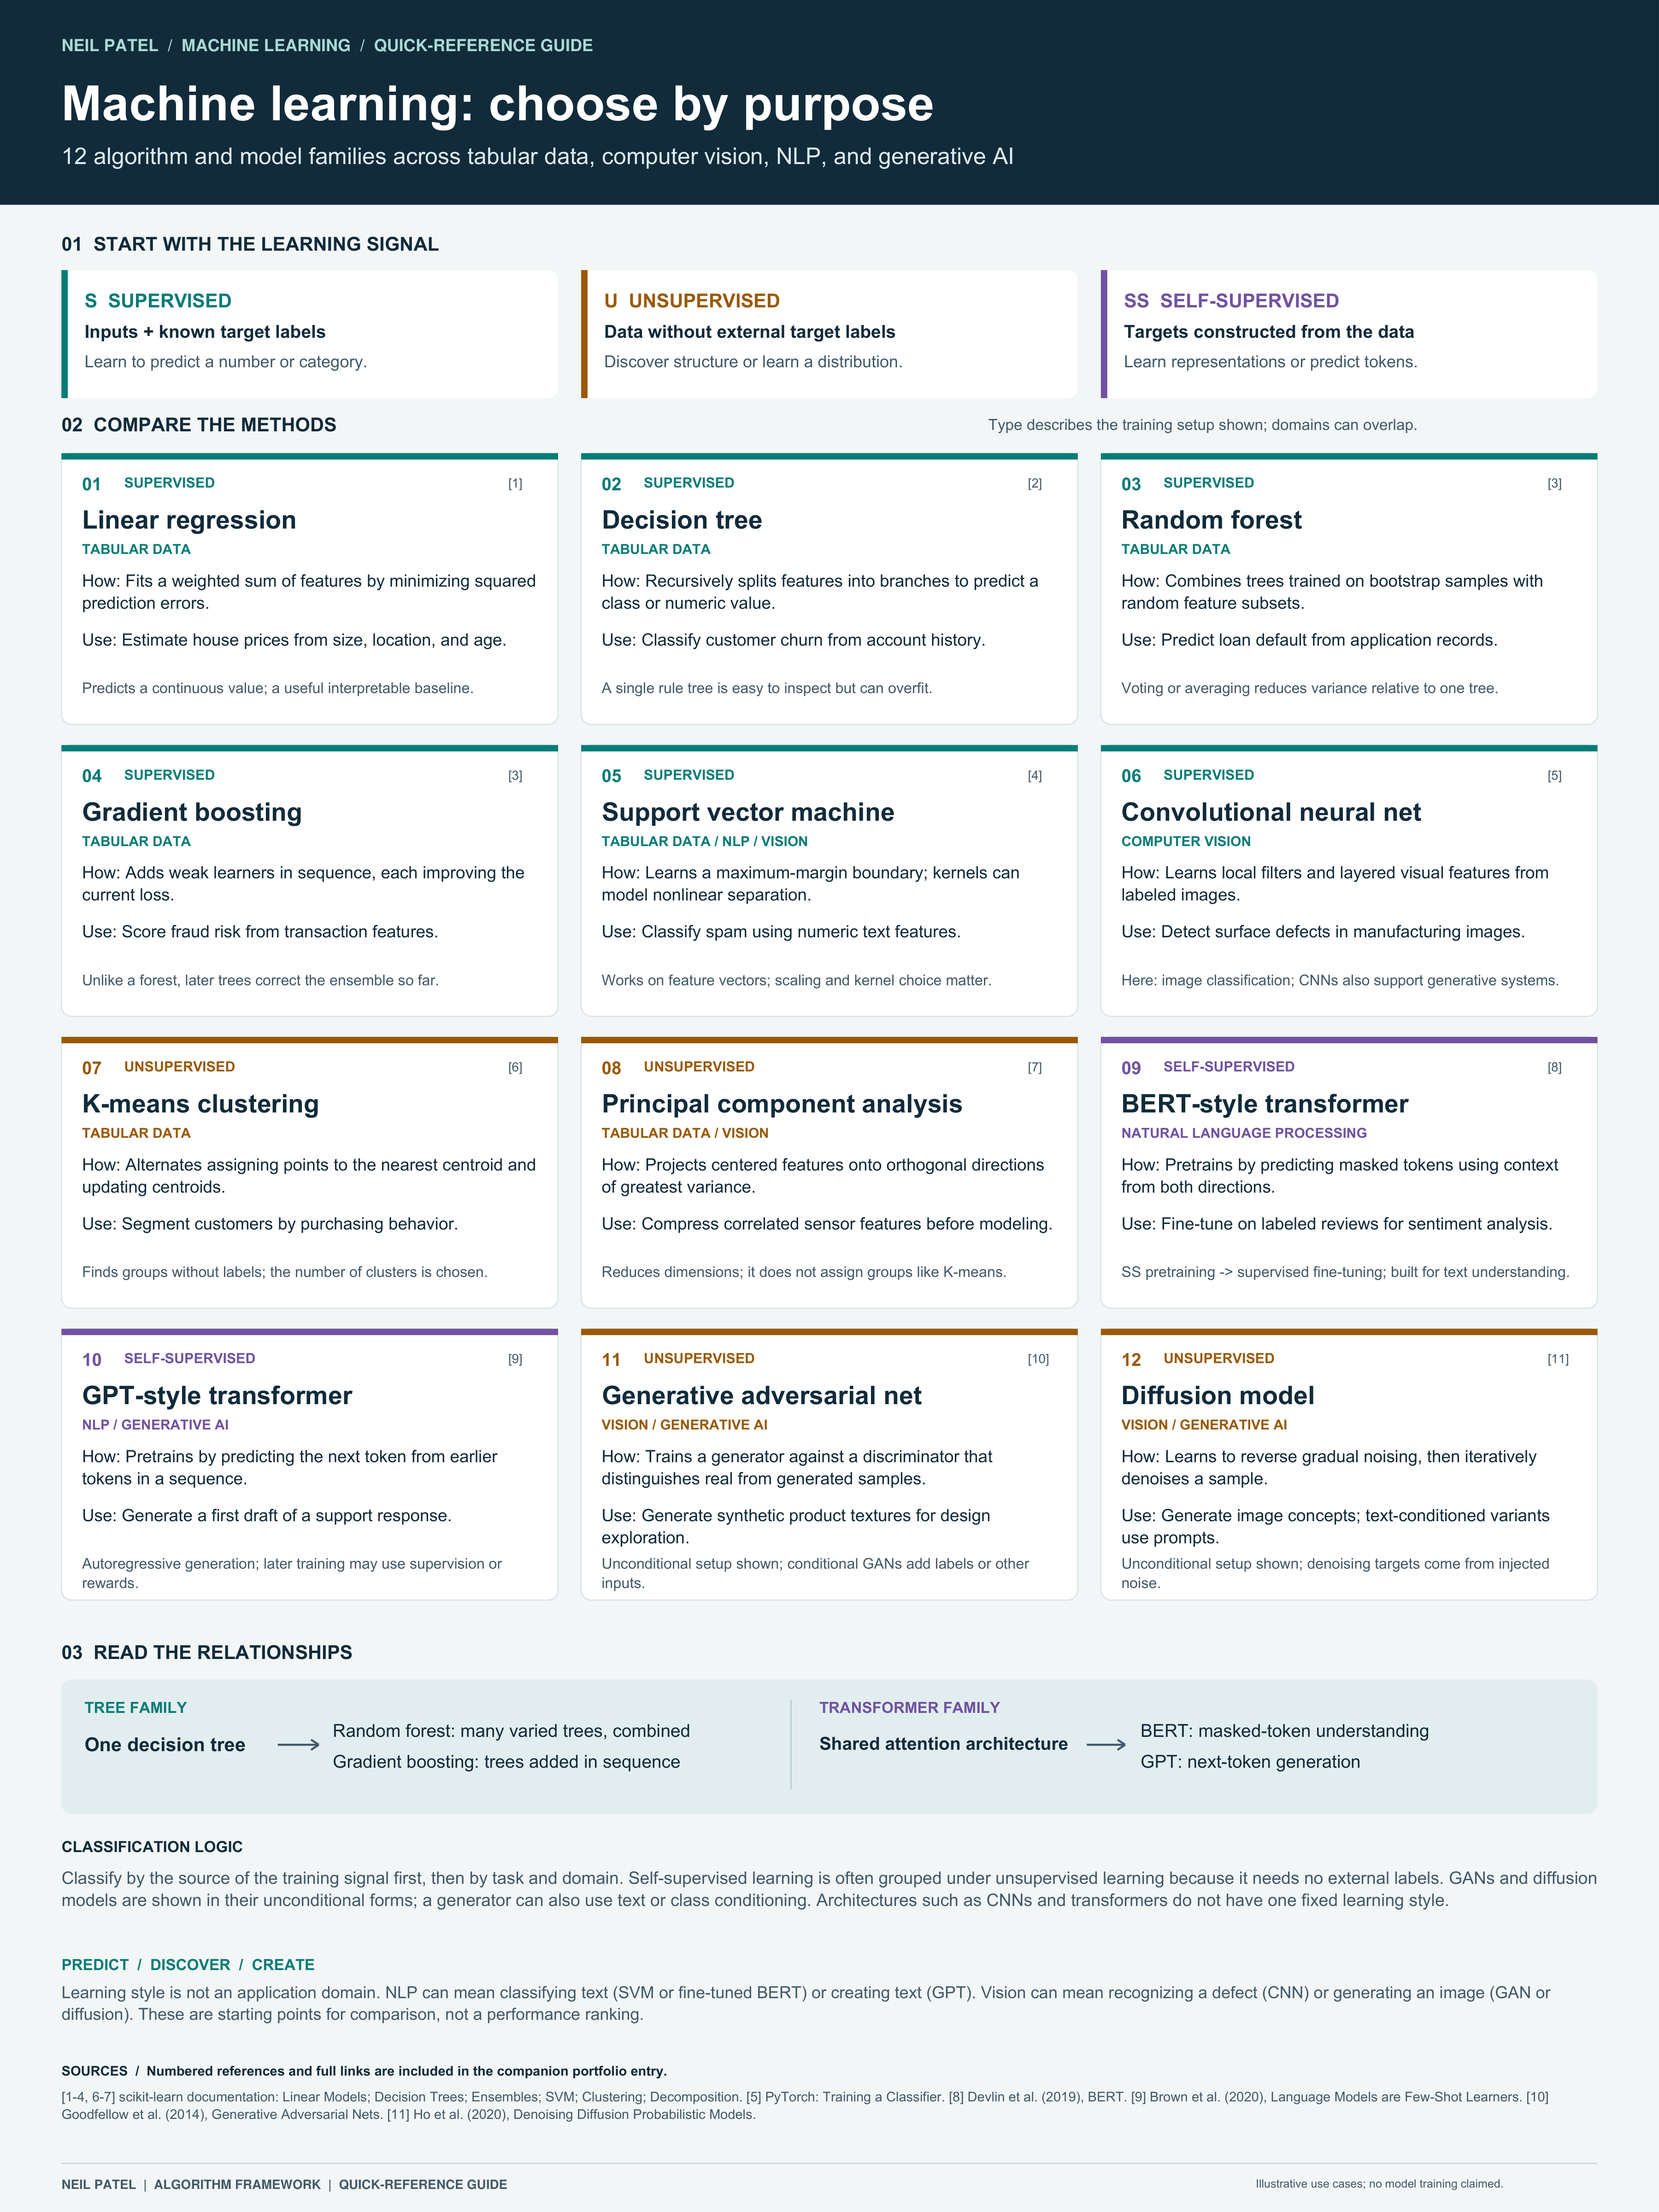 NEIL PATEL / MACHINE LEARNING / QUICK-REFERENCE GUIDE
Machine learning: choose by purpose
12 algorithm and model families across tabular data, computer vision, NLP, and generative AI
01 START WITH THE LEARNING SIGNAL
S SUPERVISED
Inputs + known target labels
Learn to predict a number or category.
U UNSUPERVISED
Data without external target labels
Discover structure or learn a distribution.
SS SELF-SUPERVISED
Targets constructed from the data
Learn representations or predict tokens.
02 COMPARE THE METHODS
Type describes the training setup shown; domains can overlap.
01 SUPERVISED [1]
Linear regression
TABULAR DATA
How: Fits a weighted sum of features by minimizing squared
prediction errors.
Use: Estimate house prices from size, location, and age.
Predicts a continuous value; a useful interpretable baseline.
02 SUPERVISED [2]
Decision tree
TABULAR DATA
How: Recursively splits features into branches to predict a
class or numeric value.
Use: Classify customer churn from account history.
A single rule tree is easy to inspect but can overfit.
03 SUPERVISED [3]
Random forest
TABULAR DATA
How: Combines trees trained on bootstrap samples with
random feature subsets.
Use: Predict loan default from application records.
Voting or averaging reduces variance relative to one tree.
04 SUPERVISED [3]
Gradient boosting
TABULAR DATA
How: Adds weak learners in sequence, each improving the
current loss.
Use: Score fraud risk from transaction features.
Unlike a forest, later trees correct the ensemble so far.
05 SUPERVISED [4]
Support vector machine
TABULAR DATA / NLP / VISION
How: Learns a maximum-margin boundary; kernels can
model nonlinear separation.
Use: Classify spam using numeric text features.
Works on feature vectors; scaling and kernel choice matter.
06 SUPERVISED [5]
Convolutional neural net
COMPUTER VISION
How: Learns local filters and layered visual features from
labeled images.
Use: Detect surface defects in manufacturing images.
Here: image classification; CNNs also support generative systems.
07 UNSUPERVISED [6]
K-means clustering
TABULAR DATA
How: Alternates assigning points to the nearest centroid and
updating centroids.
Use: Segment customers by purchasing behavior.
Finds groups without labels; the number of clusters is chosen.
08 UNSUPERVISED [7]
Principal component analysis
TABULAR DATA / VISION
How: Projects centered features onto orthogonal directions
of greatest variance.
Use: Compress correlated sensor features before modeling.
Reduces dimensions; it does not assign groups like K-means.
09 SELF-SUPERVISED [8]
BERT-style transformer
NATURAL LANGUAGE PROCESSING
How: Pretrains by predicting masked tokens using context
from both directions.
Use: Fine-tune on labeled reviews for sentiment analysis.
SS pretraining -> supervised fine-tuning; built for text understanding.
10 SELF-SUPERVISED [9]
GPT-style transformer
NLP / GENERATIVE AI
How: Pretrains by predicting the next token from earlier
tokens in a sequence.
Use: Generate a first draft of a support response.
Autoregressive generation; later training may use supervision or
rewards.
11 UNSUPERVISED [10]
Generative adversarial net
VISION / GENERATIVE AI
How: Trains a generator against a discriminator that
distinguishes real from generated samples.
Use: Generate synthetic product textures for design
exploration.
Unconditional setup shown; conditional GANs add labels or other
inputs.
12 UNSUPERVISED [11]
Diffusion model
VISION / GENERATIVE AI
How: Learns to reverse gradual noising, then iteratively
denoises a sample.
Use: Generate image concepts; text-conditioned variants
use prompts.
Unconditional setup shown; denoising targets come from injected
noise.
03 READ THE RELATIONSHIPS
TREE FAMILY
One decision tree
Random forest: many varied trees, combined
Gradient boosting: trees added in sequence
TRANSFORMER FAMILY
Shared attention architecture
BERT: masked-token understanding
GPT: next-token generation
CLASSIFICATION LOGIC
Classify by the source of the training signal first, then by task and domain. Self-supervised learning is often grouped under unsupervised learning because it needs no external labels. GANs and diffusion
models are shown in their unconditional forms; a generator can also use text or class conditioning. Architectures such as CNNs and transformers do not have one fixed learning style.
PREDICT / DISCOVER / CREATE
Learning style is not an application domain. NLP can mean classifying text (SVM or fine-tuned BERT) or creating text (GPT). Vision can mean recognizing a defect (CNN) or generating an image (GAN or
diffusion). These are starting points for comparison, not a performance ranking.
SOURCES / Numbered references and full links are included in the companion portfolio entry.
[1-4, 6-7] scikit-learn documentation: Linear Models; Decision Trees; Ensembles; SVM; Clustering; Decomposition. [5] PyTorch: Training a Classifier. [8] Devlin et al. (2019), BERT. [9] Brown et al. (2020), Language Models are Few-Shot Learners. [10]
Goodfellow et al. (2014), Generative Adversarial Nets. [11] Ho et al. (2020), Denoising Diffusion Probabilistic Models.
NEIL PATEL | ALGORITHM FRAMEWORK | QUICK-REFERENCE GUIDE
Illustrative use cases; no model training claimed.